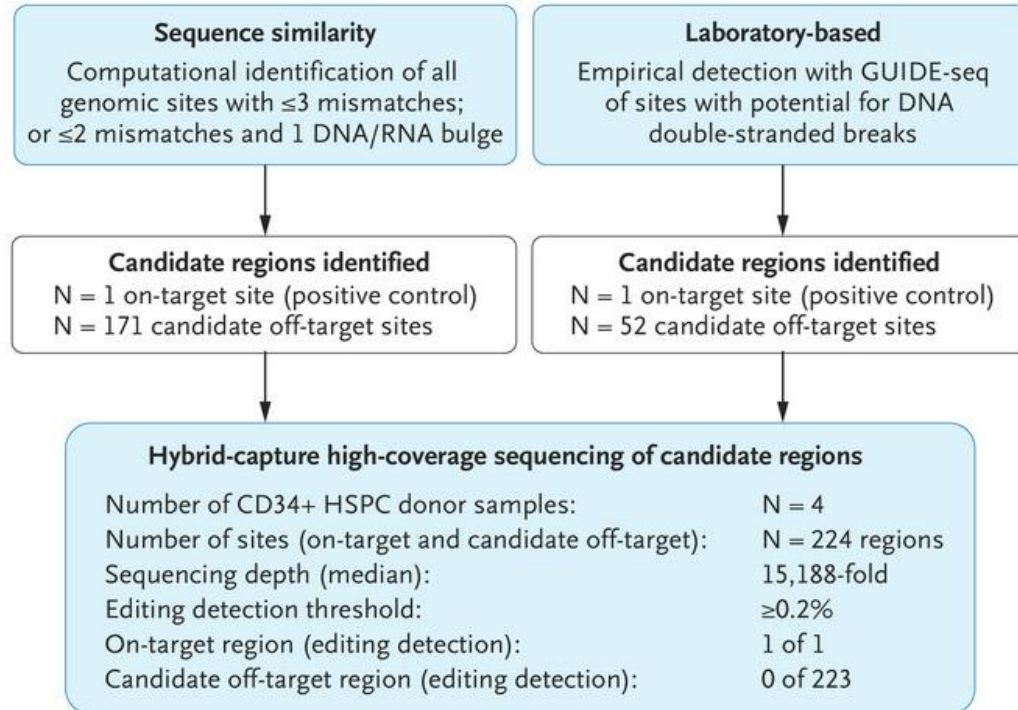 Sequence similarity
Computational identification of all
genomic sites with ≤3 mismatches;
or ≤2 mismatches and 1 DNA/RNA bulge
Laboratory-based
Empirical detection with GUIDE-seq
of sites with potential for DNA
double-stranded breaks
Candidate regions identified
N = 1 on-target site (positive control)
N = 171 candidate off-target sites
Candidate regions identified
N = 1 on-target site (positive control)
N = 52 candidate off-target sites
Hybrid-capture high-coverage sequencing of candidate regions
Number of CD34+ HSPC donor samples: N = 4
Number of sites (on-target and candidate off-target): N = 224 regions
Sequencing depth (median): 15,188-fold
Editing detection threshold: ≥0.2%
On-target region (editing detection): 1 of 1
Candidate off-target region (editing detection): 0 of 223